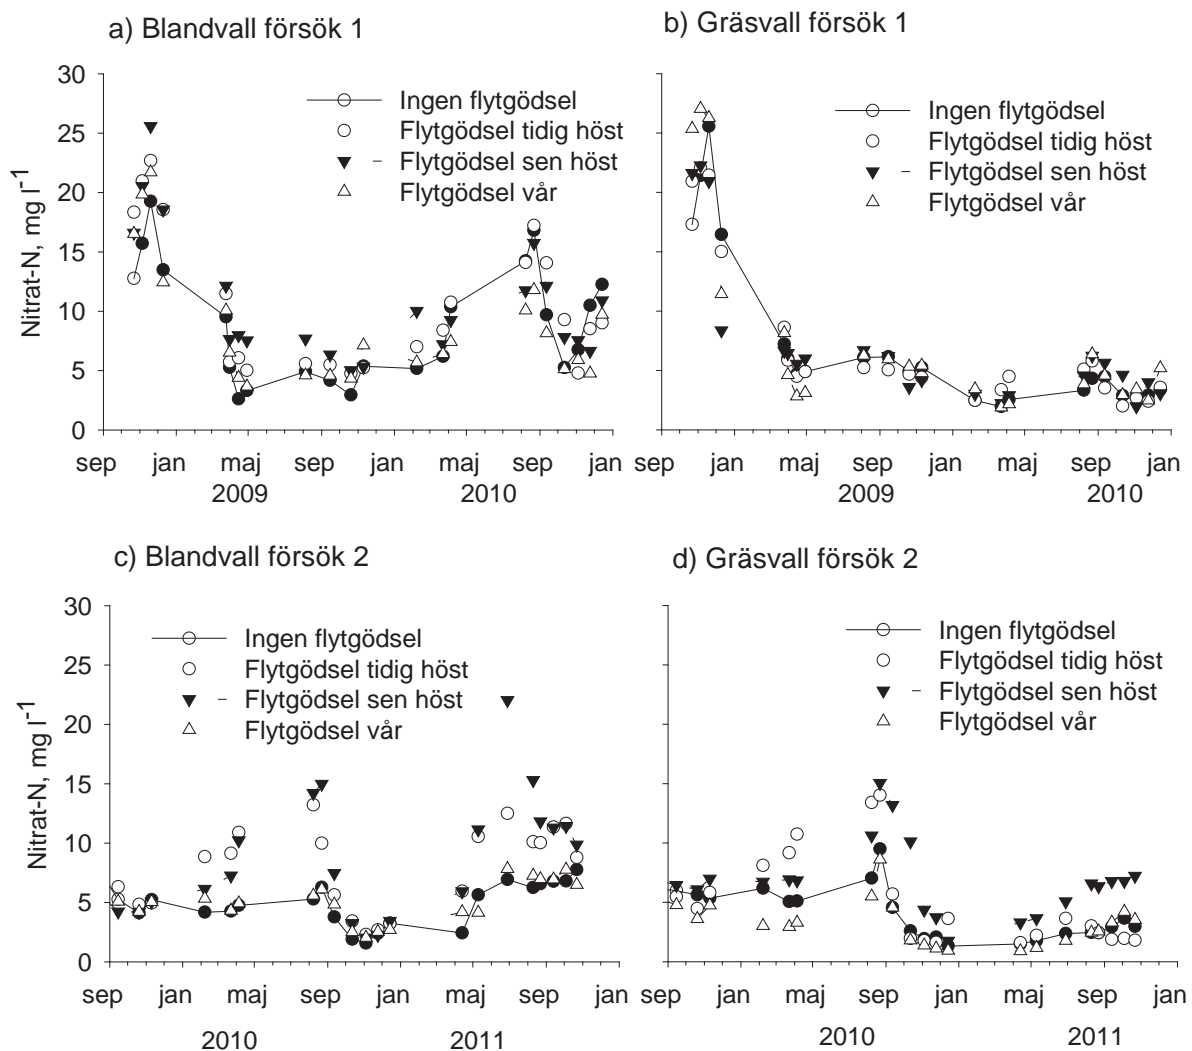 a) Blandvall försök 1
b) Gräsvall försök 1
30
25
20
15
10
5
0
Nitrat-N, mg l-1
Ingen flytgödsel
Flytgödsel tidig höst
Flytgödsel sen höst
Flytgödsel vår
Ingen flytgödsel
Flytgödsel tidig höst
Flytgödsel sen höst
Flytgödsel vår
sep jan maj sep jan maj sep jan
2009 2010
sep jan maj sep jan maj sep jan
2009 2010
c) Blandvall försök 2
d) Gräsvall försök 2
30
25
20
15
10
5
0
Nitrat-N, mg l-1
Ingen flytgödsel
Flytgödsel tidig höst
Flytgödsel sen höst
Flytgödsel vår
Ingen flytgödsel
Flytgödsel tidig höst
Flytgödsel sen höst
Flytgödsel vår
sep jan maj sep jan maj sep jan
2010 2011
sep jan maj sep jan maj sep jan
2010 2011